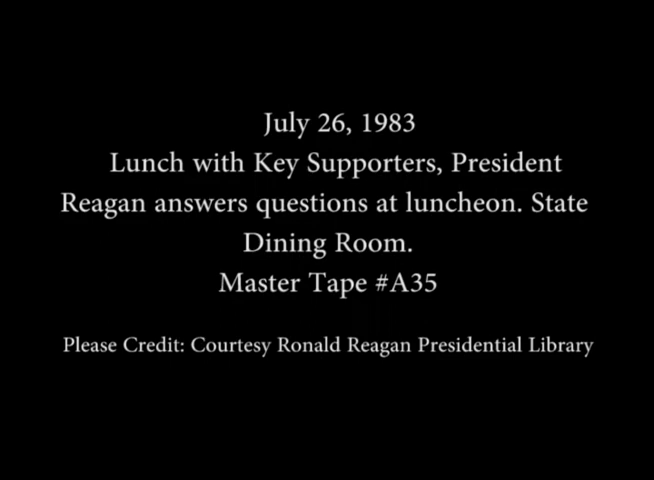 July 26, 1983
Lunch with Key Supporters, President
Reagan answers questions at luncheon. State
Dining Room.
Master Tape #A35
Please Credit: Courtesy Ronald Reagan Presidential Library